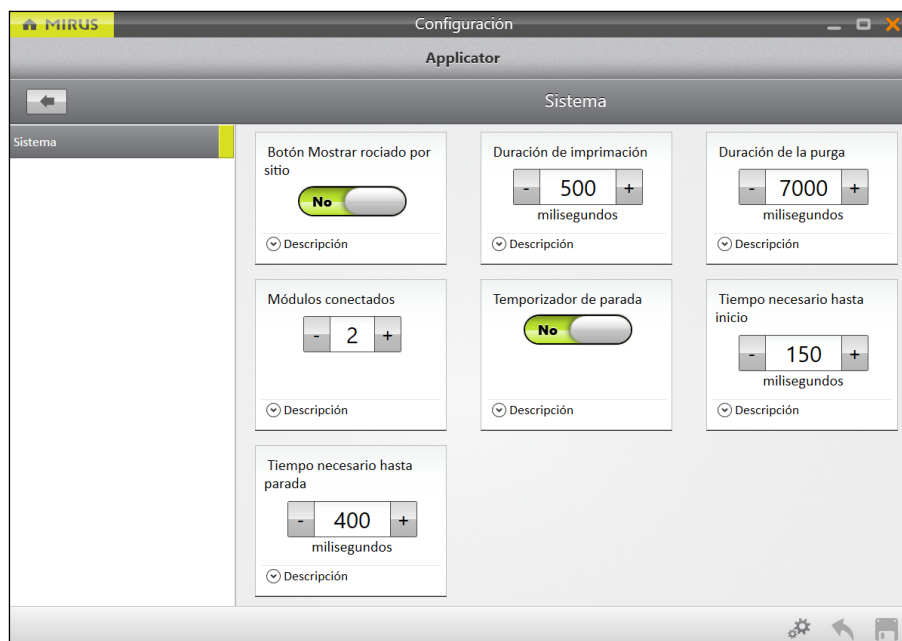 MIRUS
Configuración
Applicator
Sistema
Sistema
Botón Mostrar rociado por
sitio
No
Descripción
Duración de imprimación
- 500 +
milisegundos
Descripción
Duración de la purga
- 7000 +
milisegundos
Descripción
Módulos conectados
- 2 +
Descripción
Temporizador de parada
No
Descripción
Tiempo necesario hasta
inicio
- 150 +
milisegundos
Descripción
Tiempo necesario hasta
parada
- 400 +
milisegundos
Descripción